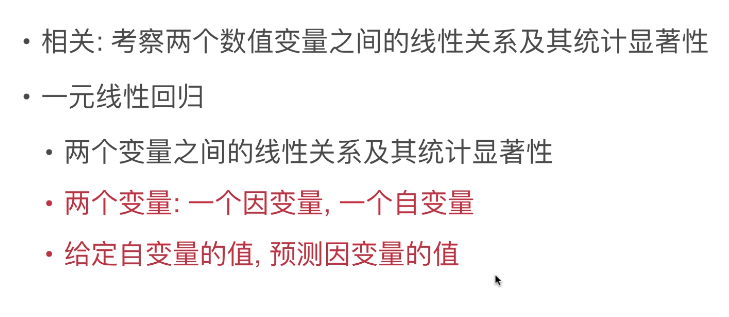 • 相关: 考察两个数值变量之间的线性关系及其统计显著性
• 一元线性回归
• 两个变量之间的线性关系及其统计显著性
• 两个变量: 一个因变量, 一个自变量
• 给定自变量的值, 预测因变量的值